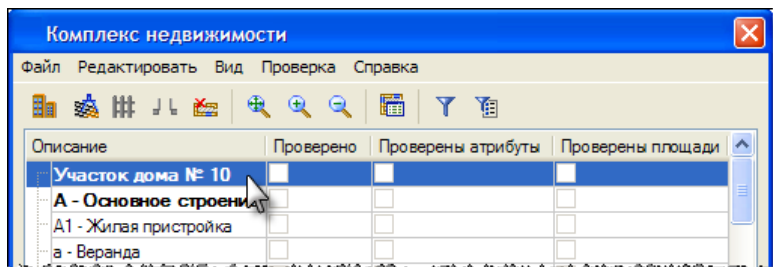 Комплекс недвижимости
Файл Редактировать Вид Проверка Справка
Описание Проверено Проверены атрибуты Проверены площади
Участок дома № 10
А - Основное строени
А1 - Жилая пристройка
а - Веранда